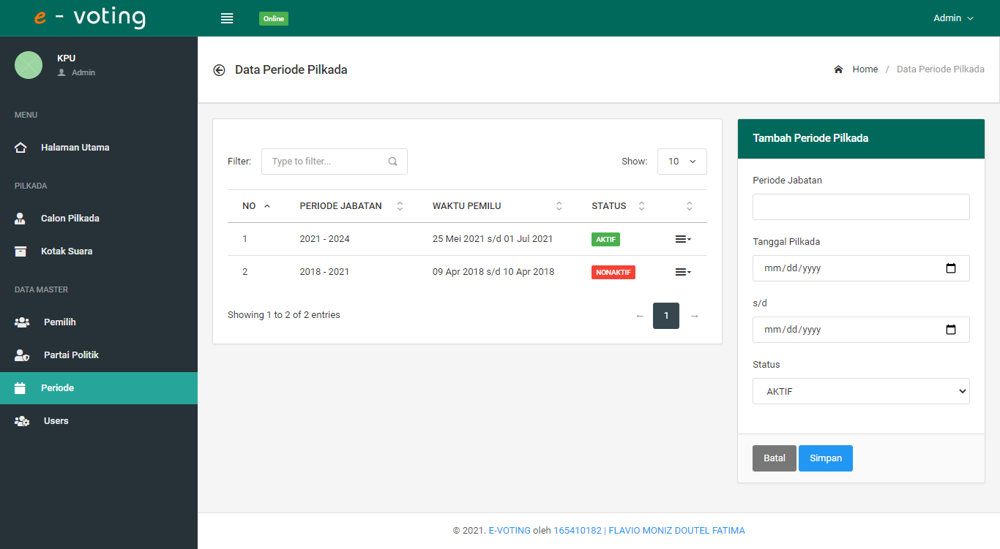 e - voting
Online
Admin
KPU
Admin
MENU
Halaman Utama
PILKADA
Calon Pilkada
Kotak Suara
DATA MASTER
Pemilih
Partai Politik
Periode
Users
Data Periode Pilkada
Home / Data Periode Pilkada
Filter: Type to filter...
Show: 10
NO PERIODE JABATAN WAKTU PEMILU STATUS
1 2021 - 2024 25 Mei 2021 s/d 01 Jul 2021 AKTIF
2 2018 - 2021 09 Apr 2018 s/d 10 Apr 2018 NONAKTIF
Showing 1 to 2 of 2 entries
← 1 →
Tambah Periode Pilkada
Periode Jabatan
Tanggal Pilkada
mm/dd/yyyy
s/d
mm/dd/yyyy
Status
AKTIF
Batal Simpan
© 2021. E-VOTING oleh 165410182 | FLAVIO MONIZ DOUTEL FATIMA